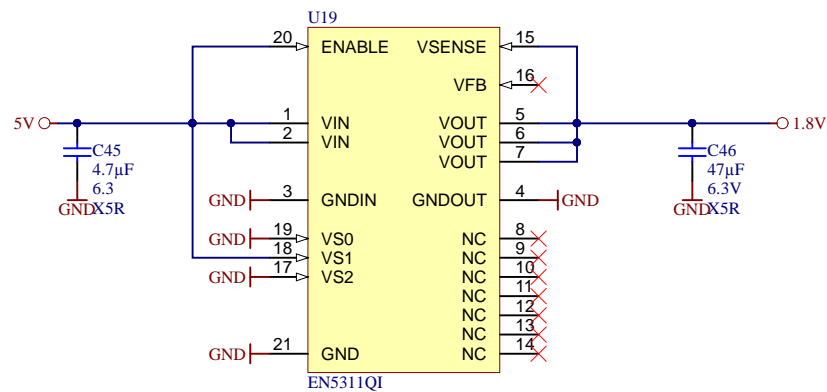 U19
20 ENABLE VSENSE 15
VFB 16
5V 1 VIN VOUT 5 1.8V
2 VIN VOUT 6
VOUT 7
C45
4.7µF
6.3
X5R
GND
C46
47µF
6.3V
X5R
GND
GND 3 GNDIN GNDOUT 4 GND
GND 19 VS0 NC 8
18 VS1 NC 9
GND 17 VS2 NC 10
NC 11
NC 12
NC 13
GND 21 GND NC 14
EN5311QI